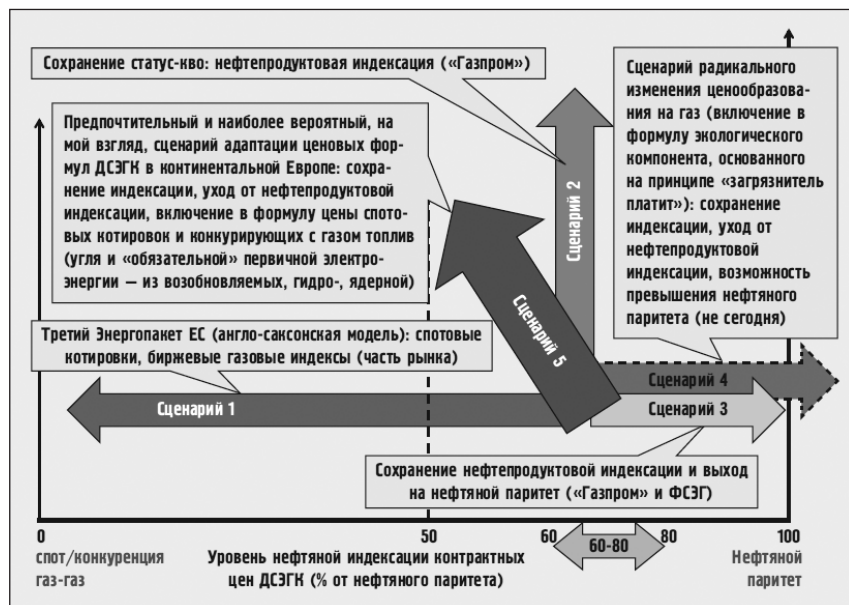 Сохранение статус-кво: нефтепродуктовая индексация («Газпром»)
Предпочтительный и наиболее вероятный, на
мой взгляд, сценарий адаптации ценовых фор-
мул ДСЭГК в континентальной Европе: сохра-
нение индексации, уход от нефтепродуктовой
индексации, включение в формулу цены спото-
вых котировок и конкурирующих с газом топлив
(угля и «обязательной» первичной электро-
энергии — из возобновляемых, гидро-, ядерной)
Третий Энергопакет ЕС (англо-саксонская модель): спотовые
котировки, биржевые газовые индексы (часть рынка)
Сценарий радикального
изменения ценообразова-
ния на газ (включение в
формулу экологического
компонента, основанного
на принципе «загрязнитель
платит»): сохранение
индексации, уход от
нефтепродуктовой
индексации, возможность
превышения нефтяного
паритета (не сегодня)
Сценарий 2
Сценарий 5
Сценарий 4
Сценарий 1
Сценарий 3
Сохранение нефтепродуктовой индексации и выход
на нефтяной паритет («Газпром» и ФСЭГ)
0 50 60 60-80 80 100
спот/конкуренция
газ-газ
Уровень нефтяной индексации контрактных
цен ДСЭГК (% от нефтяного паритета)
Нефтяной
паритет